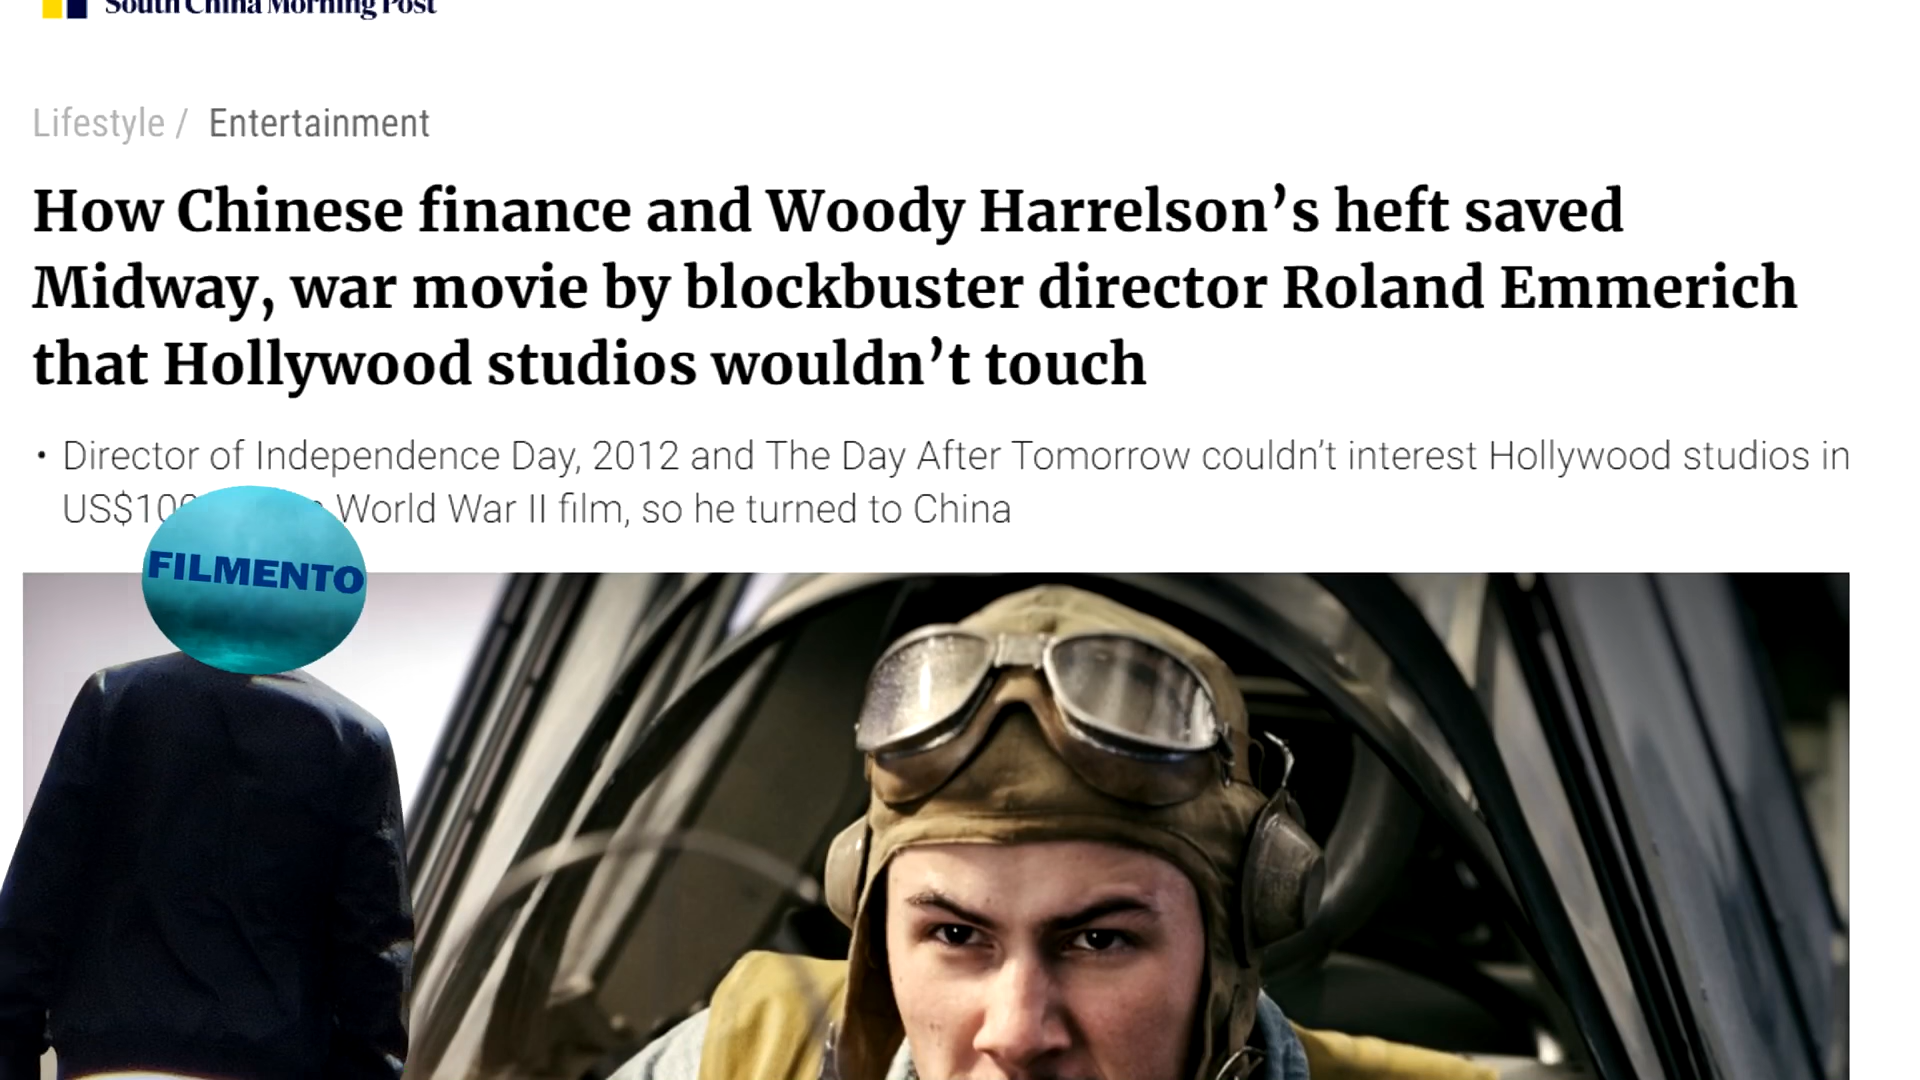 South China Morning Post
Lifestyle / Entertainment
How Chinese finance and Woody Harrelson’s heft saved
Midway, war movie by blockbuster director Roland Emmerich
that Hollywood studios wouldn’t touch
• Director of Independence Day, 2012 and The Day After Tomorrow couldn’t interest Hollywood studios in
US$100 World War II film, so he turned to China
FILMENTO